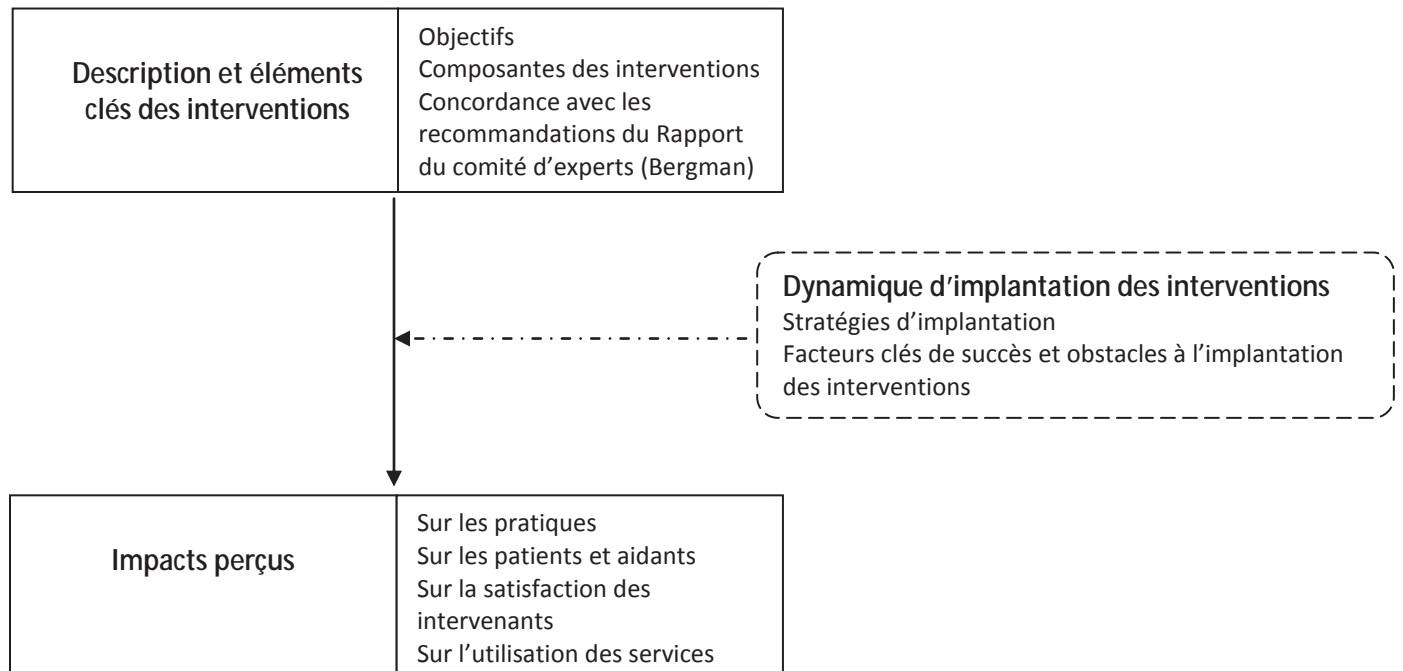 Description et éléments
clés des interventions
Objectifs
Composantes des interventions
Concordance avec les
recommandations du Rapport
du comité d’experts (Bergman)
Dynamique d’implantation des interventions
Stratégies d’implantation
Facteurs clés de succès et obstacles à l’implantation
des interventions
Impacts perçus
Sur les pratiques
Sur les patients et aidants
Sur la satisfaction des
intervenants
Sur l’utilisation des services